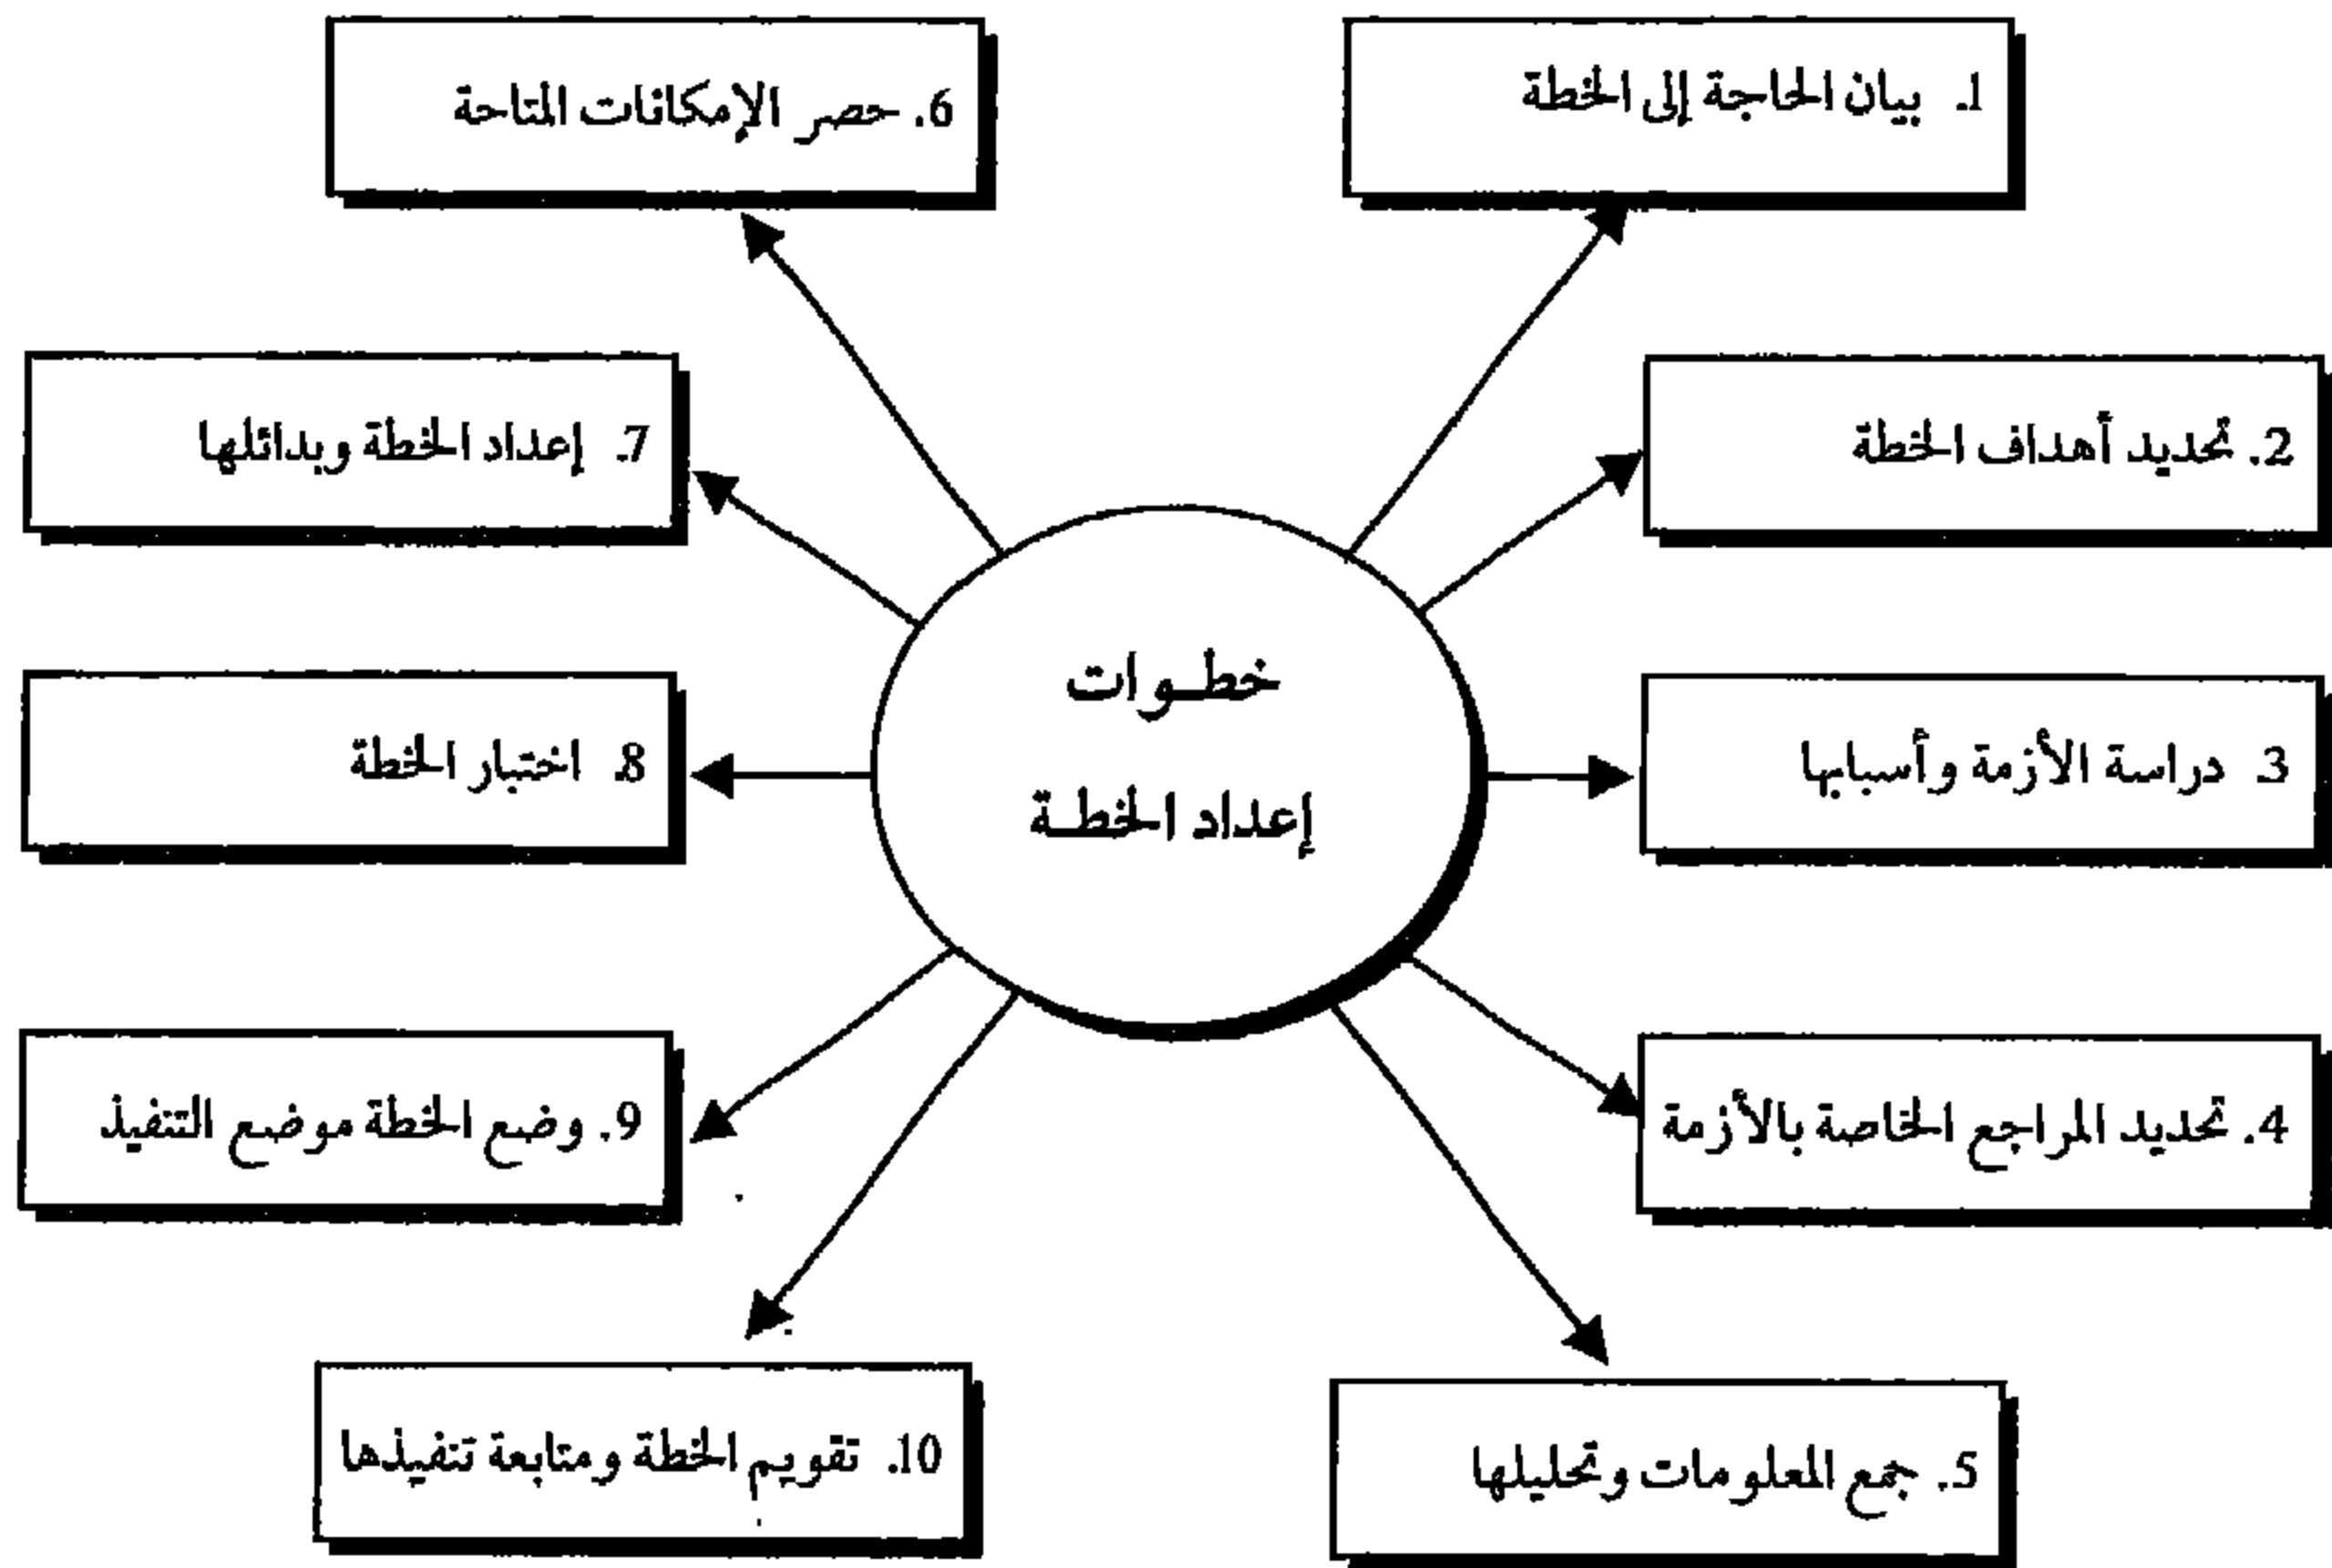 خطوات
إعداد الخطة
1. بيان الحاجة إلى الخطة
2. تحديد أهداف الخطة
3. دراسة الأزمة وأسبابها
4. تحديد المراجع الخاصة بالأزمة
5. جمع المعلومات وتحليلها
6. حصر الإمكانات المتاحة
7. إعداد الخطة وبدائلها
8. اختبار الخطة
9. وضع الخطة موضع التنفيذ
10. تقويم الخطة ومتابعة تنفيذها